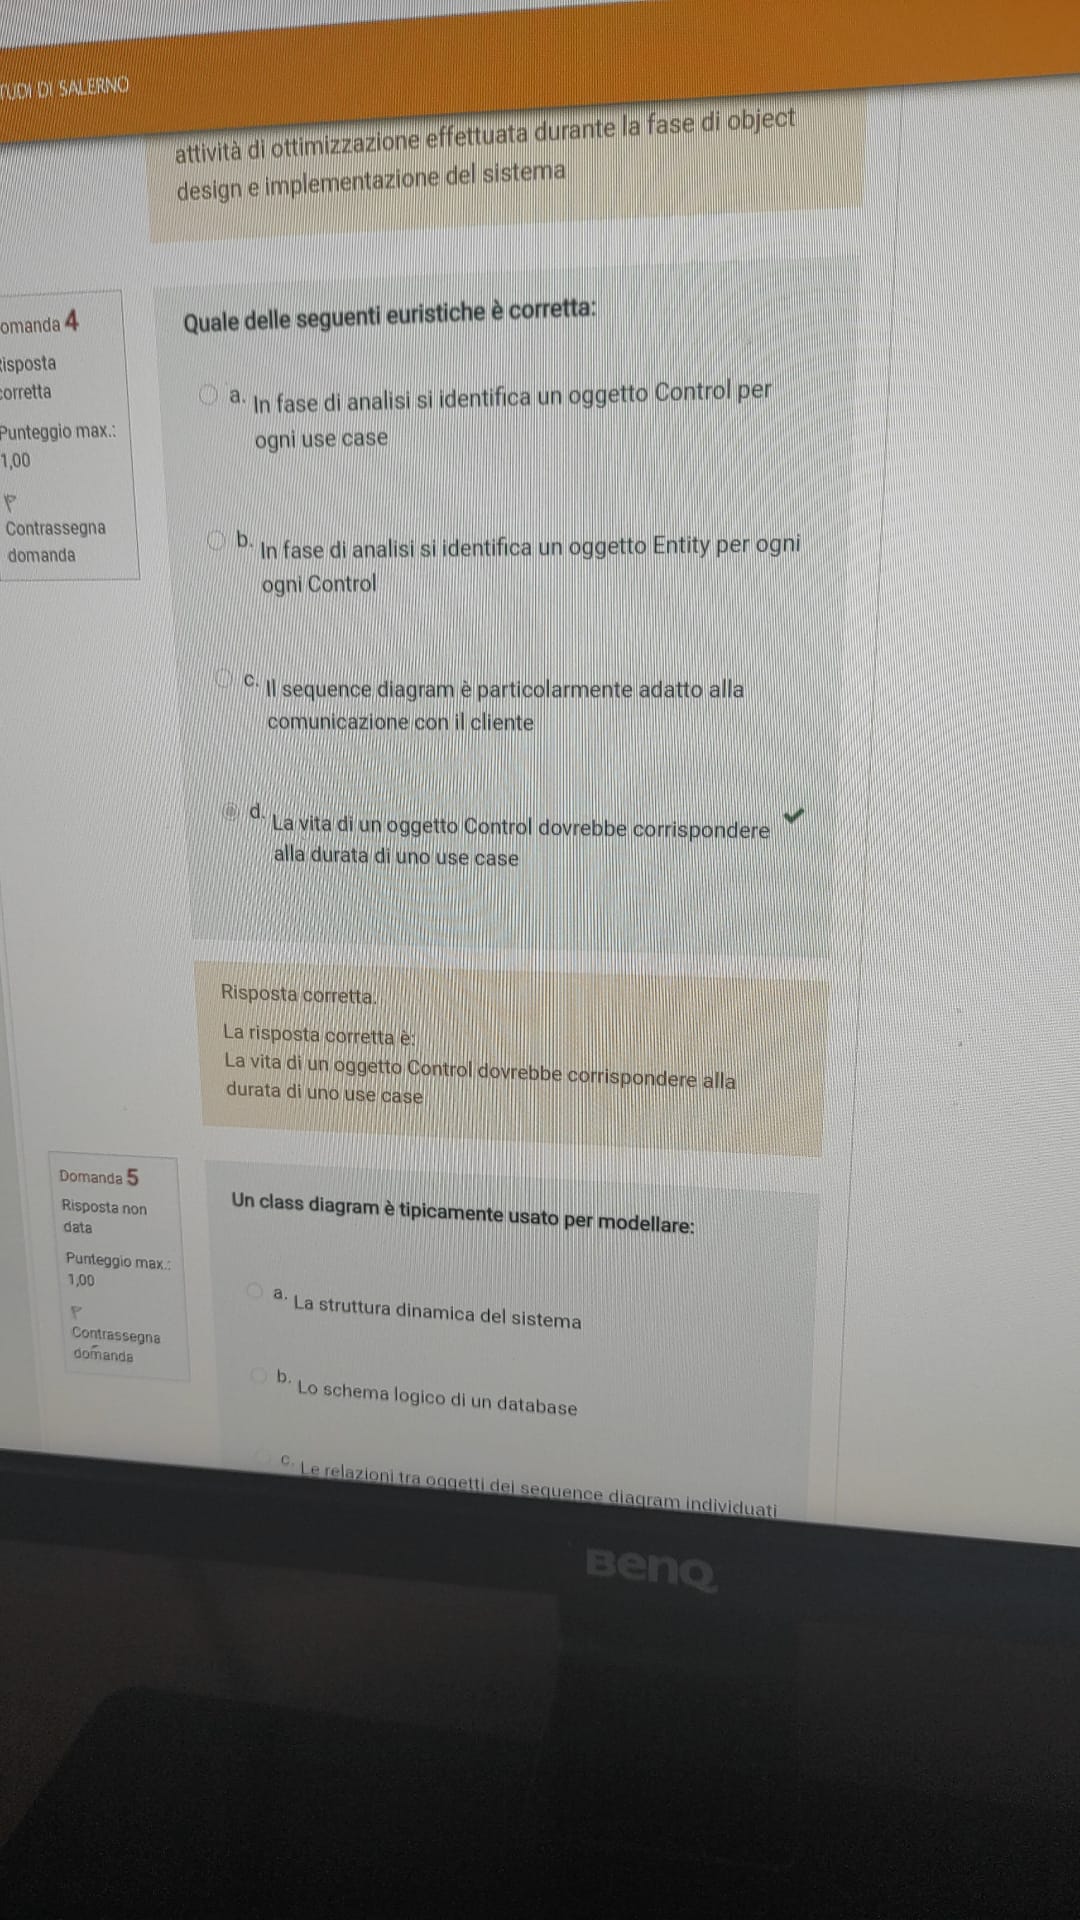 TUDI DI SALERNO
attività di ottimizzazione effettuata durante la fase di object
design e implementazione del sistema
omanda 4
Risposta
corretta
Punteggio max.:
1,00
Contrassegna
domanda
Quale delle seguenti euristiche è corretta:
a. In fase di analisi si identifica un oggetto Control per
ogni use case
b. In fase di analisi si identifica un oggetto Entity per ogni
ogni Control
c. Il sequence diagram è particolarmente adatto alla
comunicazione con il cliente
d. La vita di un oggetto Control dovrebbe corrispondere
alla durata di uno use case
Risposta corretta.
La risposta corretta è:
La vita di un oggetto Control dovrebbe corrispondere alla
durata di uno use case
Domanda 5
Risposta non
data
Punteggio max.:
1,00
Contrassegna
domanda
Un class diagram è tipicamente usato per modellare:
a. La struttura dinamica del sistema
b. Lo schema logico di un database
c. Le relazioni tra oggetti dei sequence diagram individuati
BenQ